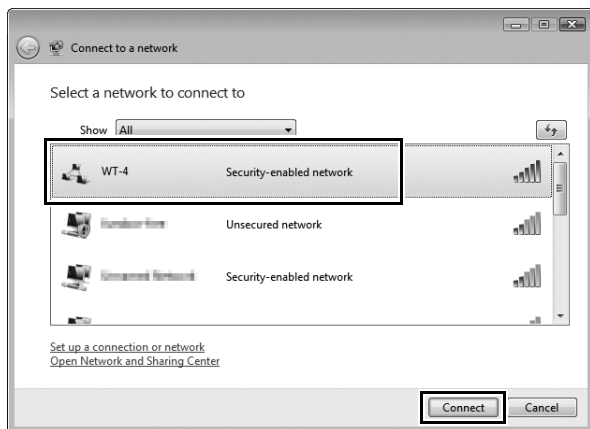 Connect to a network
Select a network to connect to
Show All
WT-4 Security-enabled network
Unsecured network
Security-enabled network
Set up a connection or network
Open Network and Sharing Center
Connect Cancel